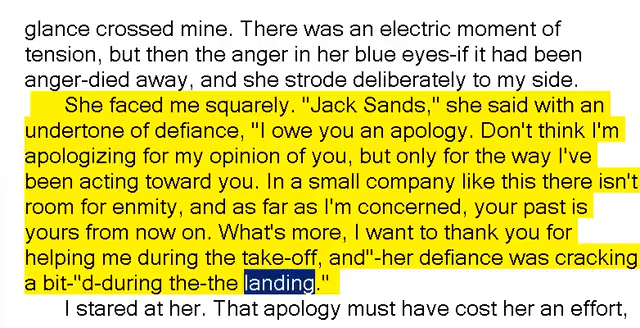 glance crossed mine. There was an electric moment of
tension, but then the anger in her blue eyes-if it had been
anger-died away, and she strode deliberately to my side.
She faced me squarely. "Jack Sands," she said with an
undertone of defiance, "I owe you an apology. Don't think I'm
apologizing for my opinion of you, but only for the way I've
been acting toward you. In a small company like this there isn't
room for enmity, and as far as I'm concerned, your past is
yours from now on. What's more, I want to thank you for
helping me during the take-off, and"-her defiance was cracking
a bit-"d-during the-the landing."
I stared at her. That apology must have cost her an effort,